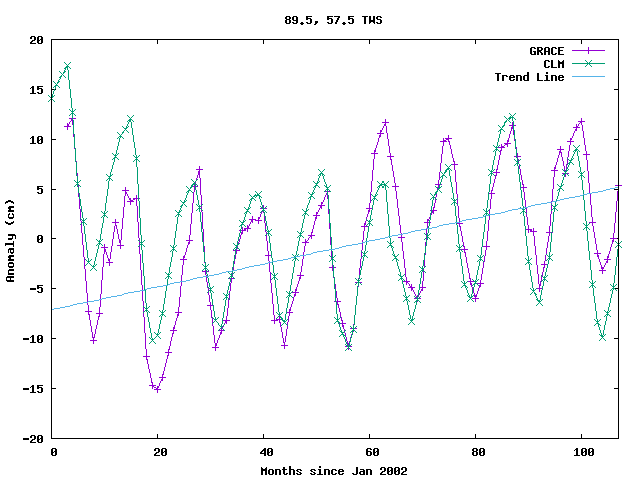 89.5, 57.5 TWS
GRACE
CLM
Trend Line
20
15
10
5
0
-5
-10
-15
-20
Anomaly (cm)
0 20 40 60 80 100
Months since Jan 2002